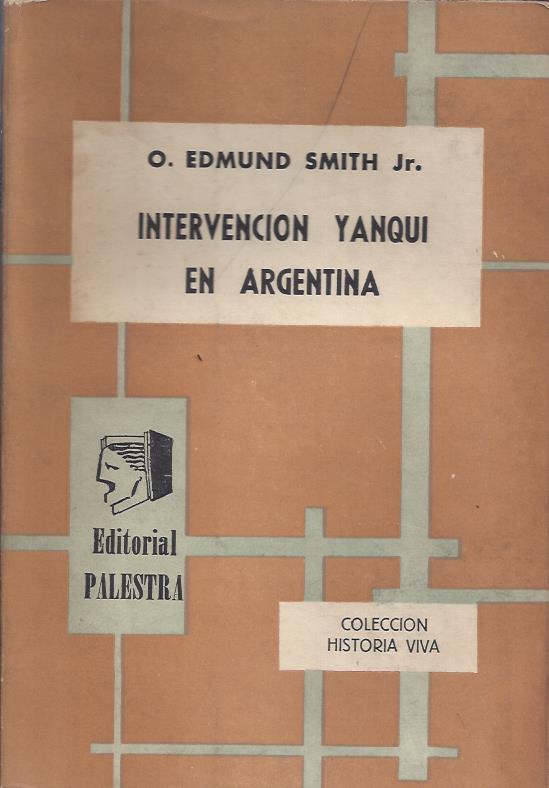 O. EDMUND SMITH Jr.
INTERVENCION YANQUI
EN ARGENTINA
Editorial
PALESTRA
COLECCION
HISTORIA VIVA